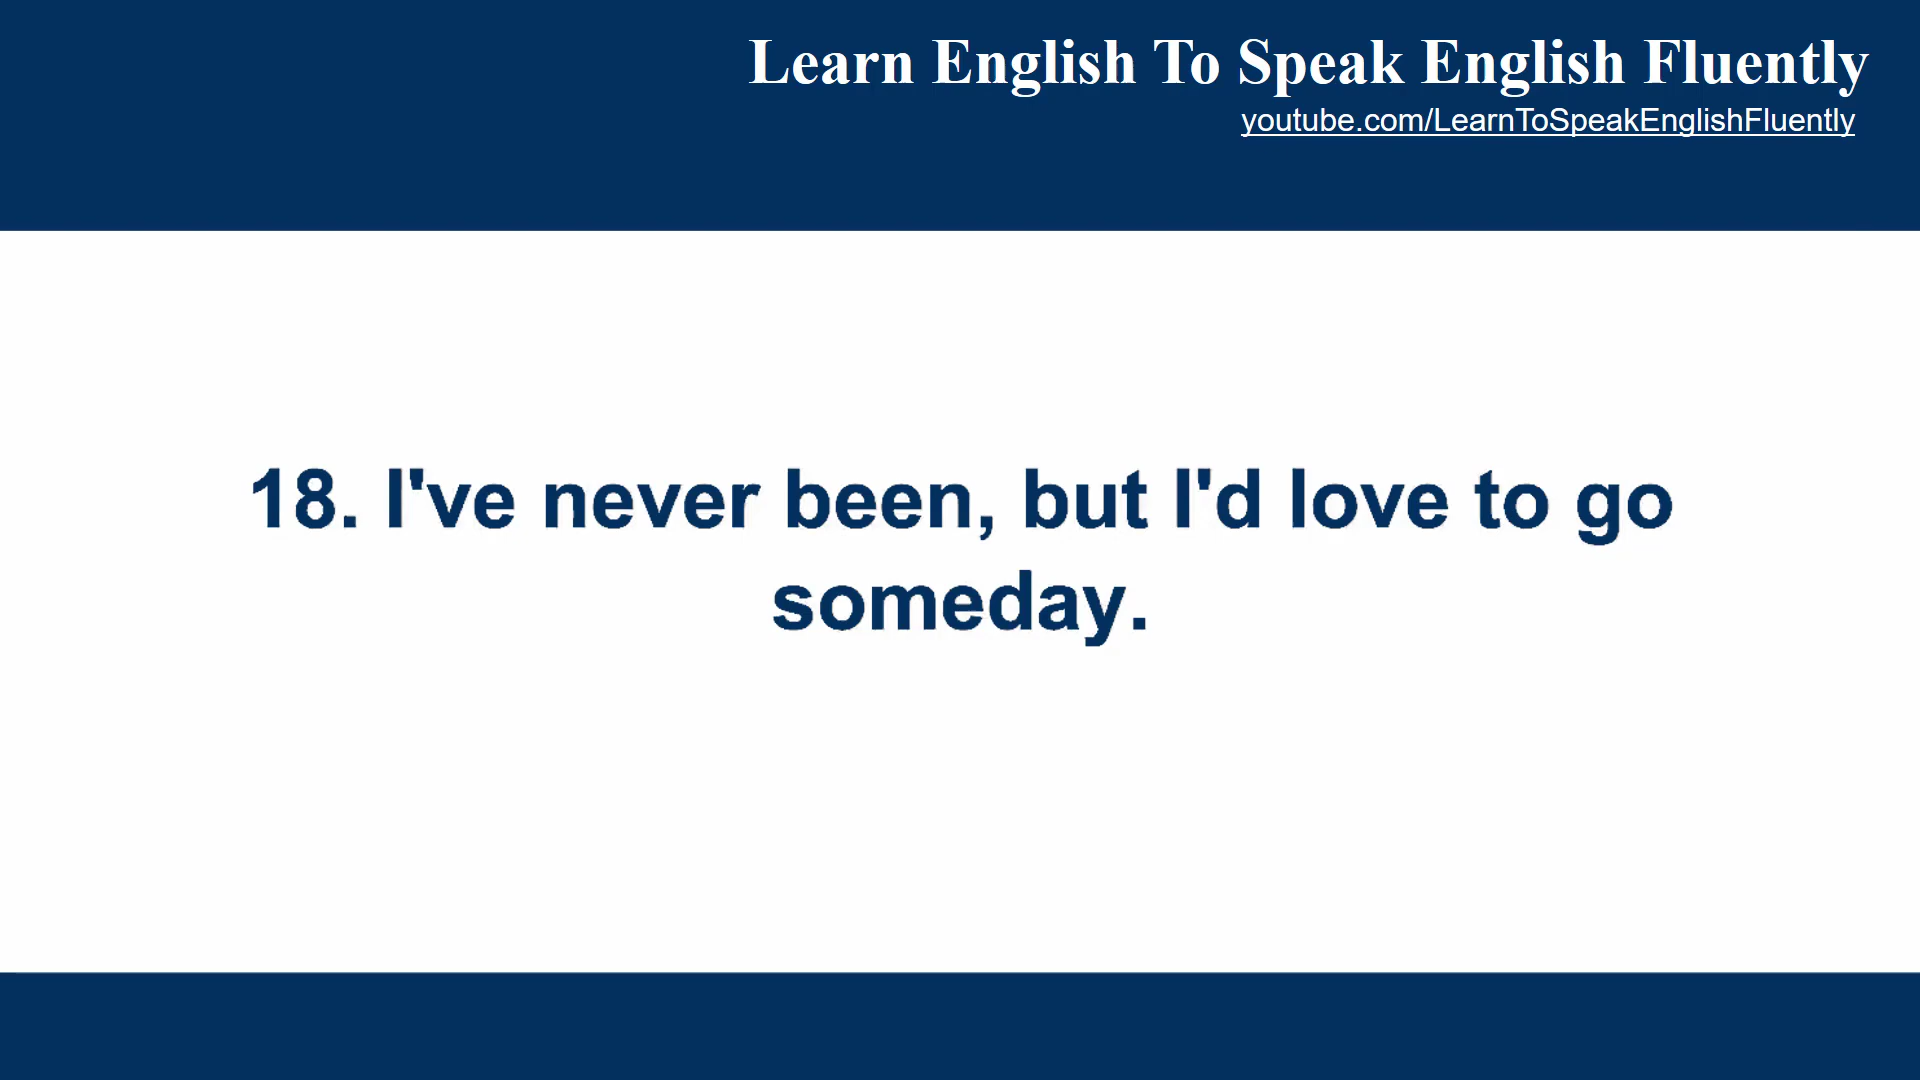 Learn English To Speak English Fluently
youtube.com/LearnToSpeakEnglishFluently
18. I've never been, but I'd love to go
someday.